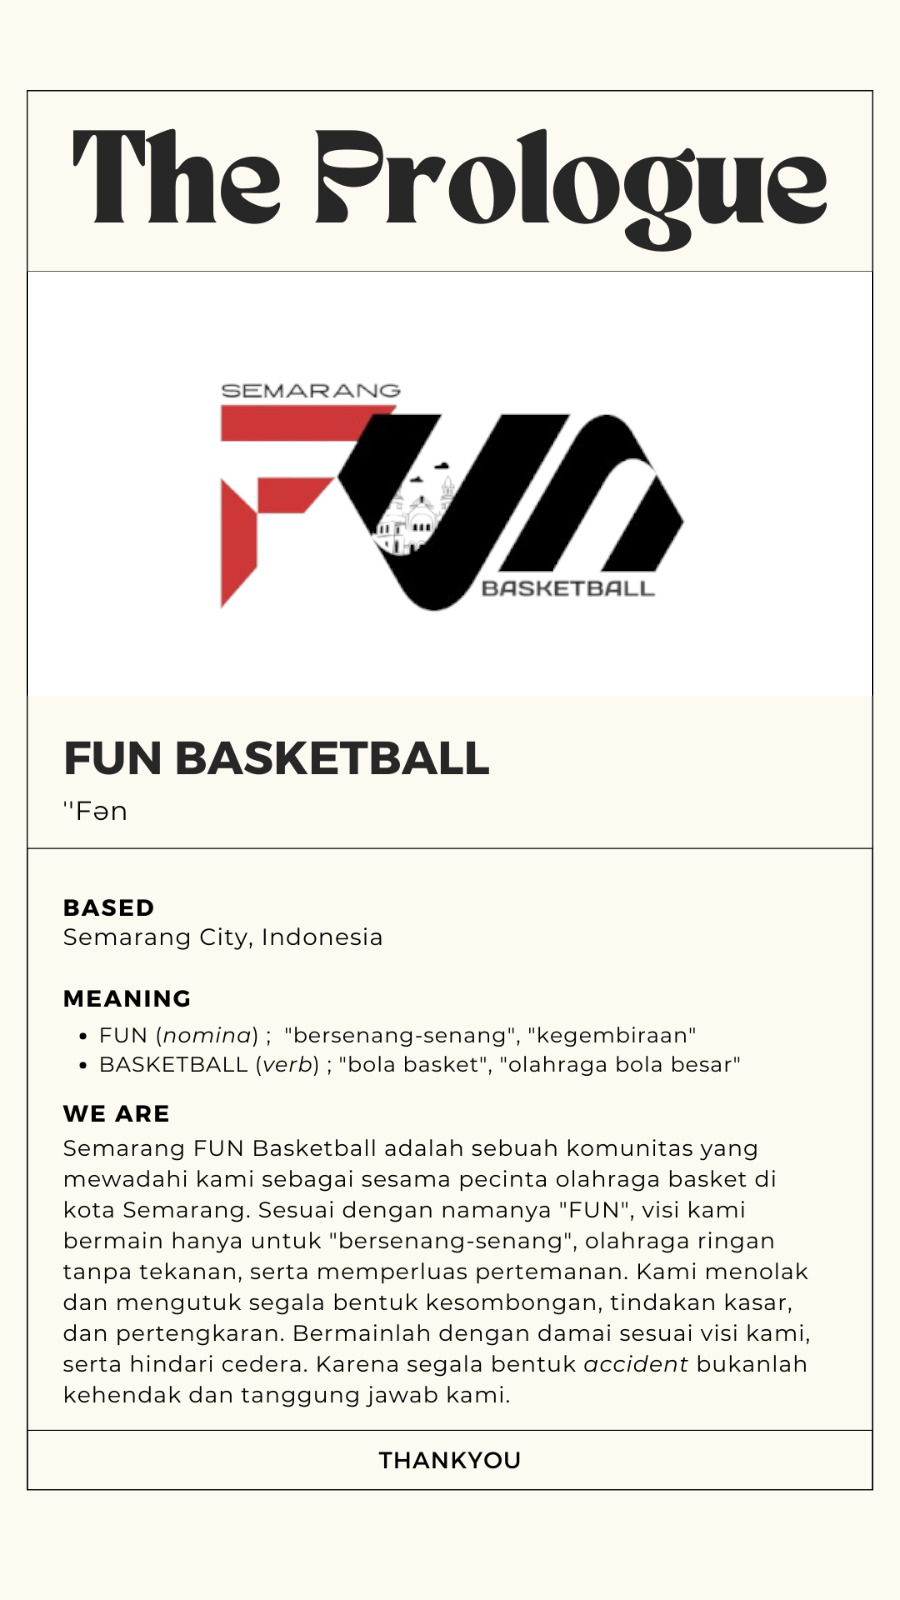 The Prologue
SEMARANG
FUN
BASKETBALL
FUN BASKETBALL
''Fən
BASED
Semarang City, Indonesia
MEANING
• FUN (nomina) ;  "bersenang-senang", "kegembiraan"
• BASKETBALL (verb) ; "bola basket", "olahraga bola besar"
WE ARE
Semarang FUN Basketball adalah sebuah komunitas yang
mewadahi kami sebagai sesama pecinta olahraga basket di
kota Semarang. Sesuai dengan namanya "FUN", visi kami
bermain hanya untuk "bersenang-senang", olahraga ringan
tanpa tekanan, serta memperluas pertemanan. Kami menolak
dan mengutuk segala bentuk kesombongan, tindakan kasar,
dan pertengkaran. Bermainlah dengan damai sesuai visi kami,
serta hindari cedera. Karena segala bentuk accident bukanlah
kehendak dan tanggung jawab kami.
THANKYOU